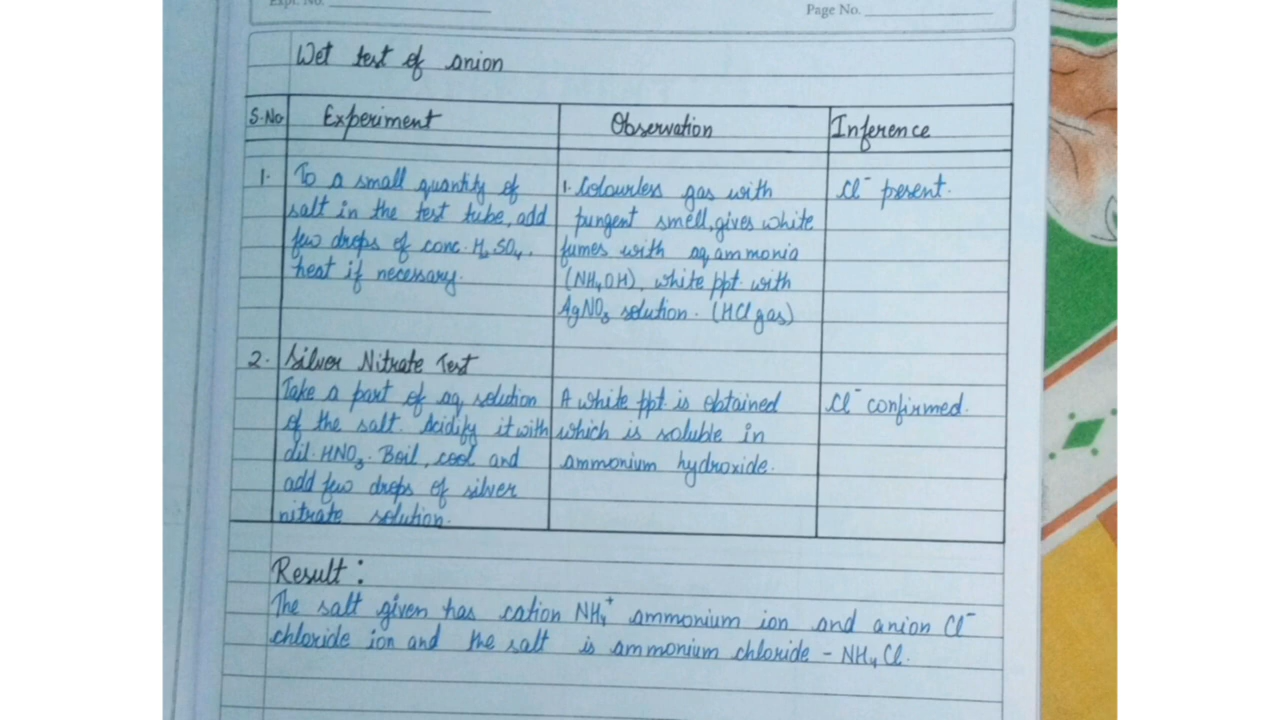 Expt. No.
Page No.
Wet test of anion
S.No Experiment Observation Inference
1. To a small quantity of
salt in the test tube, add
few drops of conc. H₂SO₄,
heat if necessary.
1. Colourless gas with
pungent smell, gives white
fumes with aq ammonia
(NH₄OH), white ppt. with
AgNO₃ solution. (HCl gas)
Cl⁻ present.
2. Silver Nitrate Test
Take a part of aq solution
of the salt. Acidify it with
dil. HNO₃. Boil, cool and
add few drops of silver
nitrate solution.
A white ppt. is obtained
which is soluble in
ammonium hydroxide.
Cl⁻ confirmed.
Result :
The salt given has cation NH₄⁺ ammonium ion and anion Cl⁻
chloride ion and the salt is ammonium chloride - NH₄Cl.